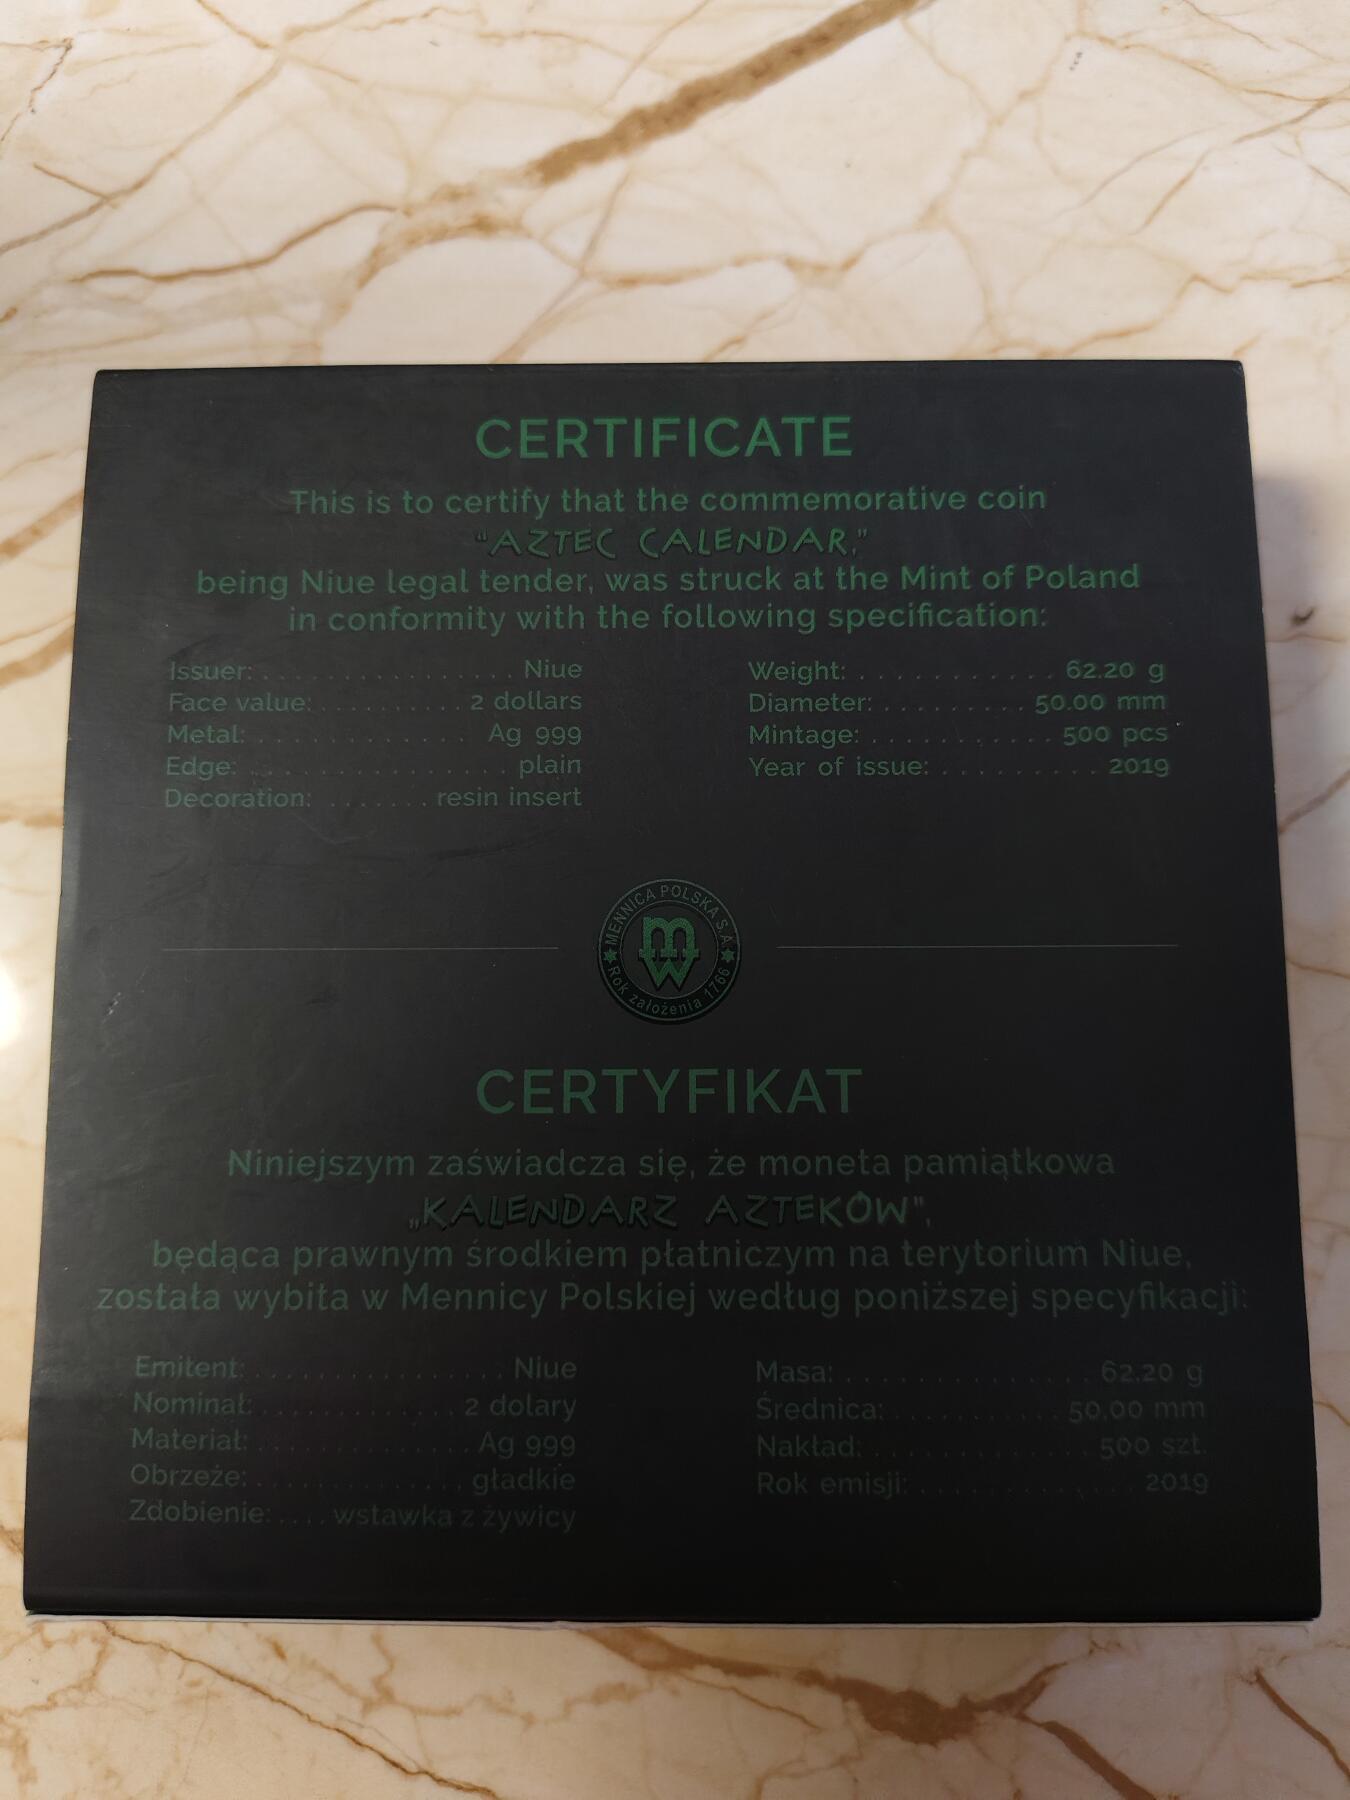 CERTIFICATE
This is to certify that the commemorative coin
"AZTEC CALENDAR,"
being Niue legal tender, was struck at the Mint of Poland
in conformity with the following specification:
Issuer: . . . . . . . . . . . . . . . . . . Niue
Face value: . . . . . . . . . . 2 dollars
Metal: . . . . . . . . . . . . . . . . Ag 999
Edge: . . . . . . . . . . . . . . . . . . . plain
Decoration: . . . . . . . resin insert
Weight: . . . . . . . . . . . . 62.20 g
Diameter: . . . . . . . . . 50.00 mm
Mintage: . . . . . . . . . . . 500 pcs
Year of issue: . . . . . . . . . . 2019
MENNICA POLSKA S.A.
mw
Rok założenia 1766
CERTYFIKAT
Niniejszym zaświadcza się, że moneta pamiątkowa
„KALENDARZ AZTEKÓW",
będąca prawnym środkiem płatniczym na terytorium Niue,
została wybita w Mennicy Polskiej według poniższej specyfikacji:
Emitent: . . . . . . . . . . . . . . . . Niue
Nominał: . . . . . . . . . . . . . 2 dolary
Materiał: . . . . . . . . . . . . . . Ag 999
Obrzeże: . . . . . . . . . . . . . . gładkie
Zdobienie: . . . . wstawka z żywicy
Masa: . . . . . . . . . . . . . . . 62.20 g
Średnica: . . . . . . . . . . . 50,00 mm
Nakład: . . . . . . . . . . . . . . 500 szt.
Rok emisji: . . . . . . . . . . . . . . 2019